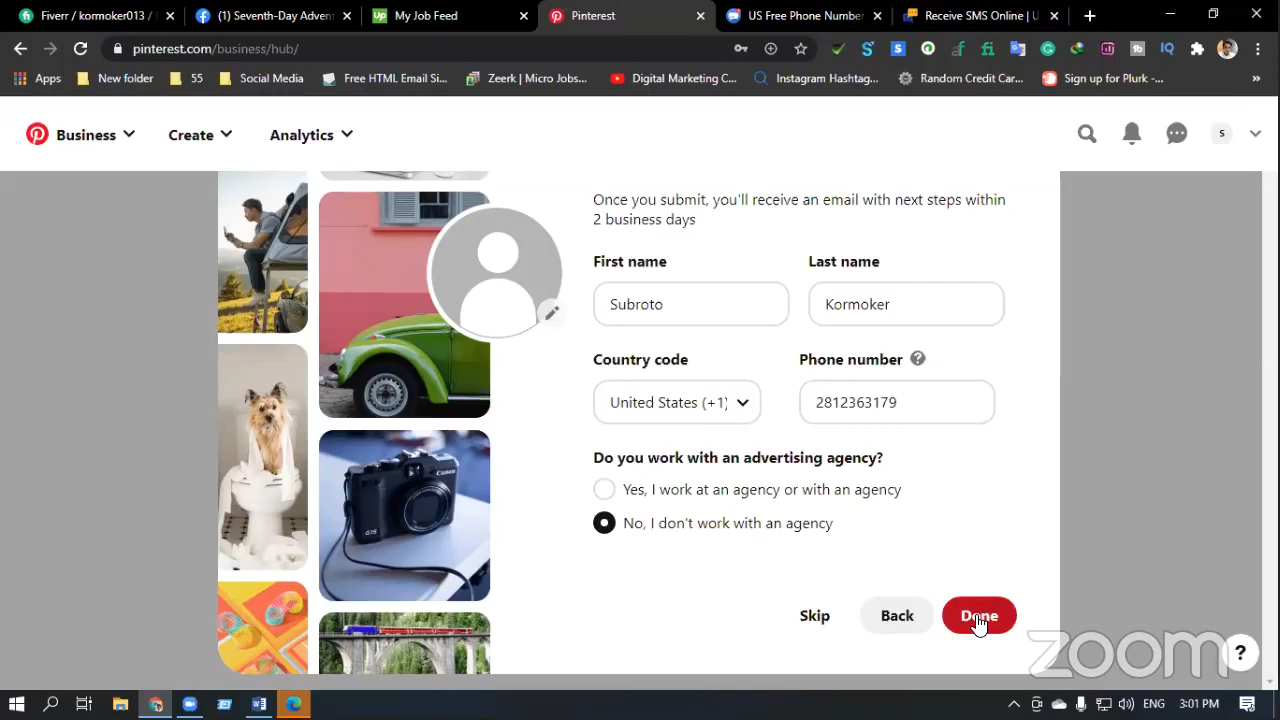 Fiverr / kormoker013 /
(1) Seventh-Day Adven
My Job Feed
Pinterest
US Free Phone Number
Receive SMS Online | U
pinterest.com/business/hub/
Apps
New folder
55
Social Media
Free HTML Email Si...
Zeerk | Micro Jobs...
Digital Marketing C...
Instagram Hashtag...
Random Credit Car...
Sign up for Plurk -...
Business
Create
Analytics
S
Once you submit, you'll receive an email with next steps within
2 business days
First name
Last name
Subroto
Kormoker
Country code
Phone number
United States (+1)
2812363179
Do you work with an advertising agency?
Yes, I work at an agency or with an agency
No, I don't work with an agency
Canon
G15
Skip
Back
Done
zoom
ENG
3:01 PM